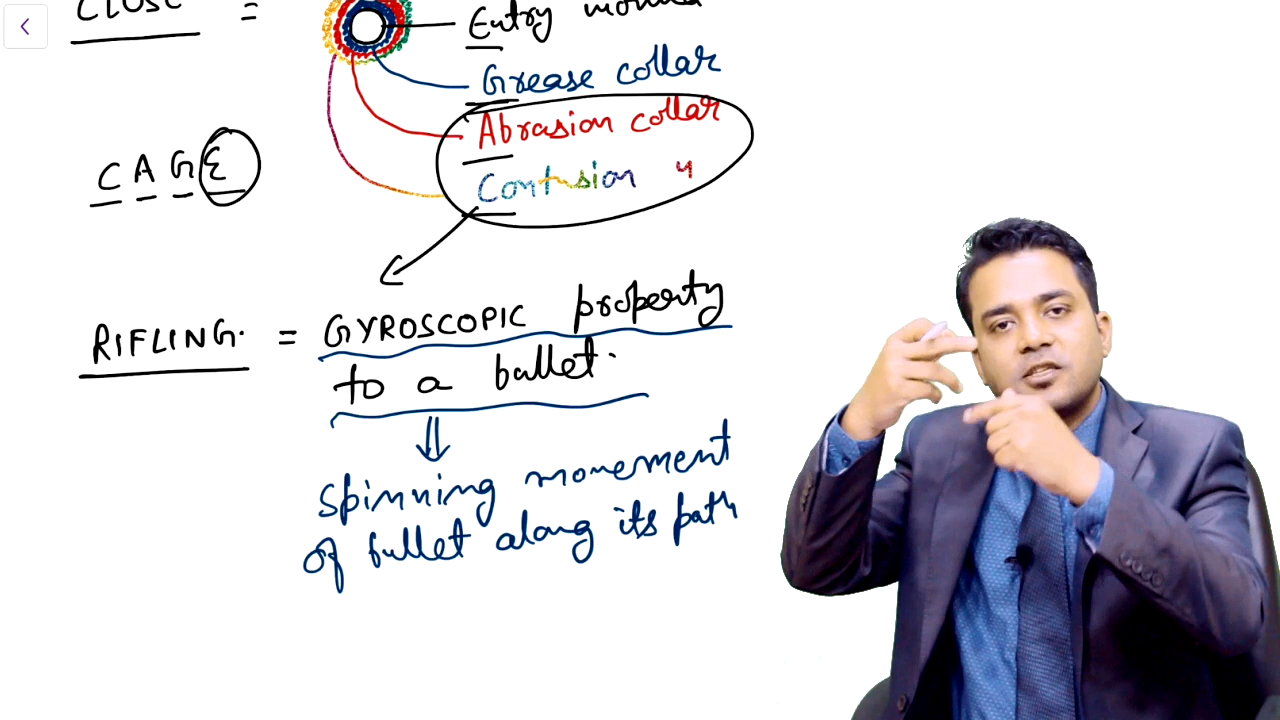 CLOSE =
Entry wound
Grease collar
Abrasion collar
CAGE
Contusion "
RIFLING. = GYROSCOPIC property
to a bullet.
Spinning movement
of bullet along its path